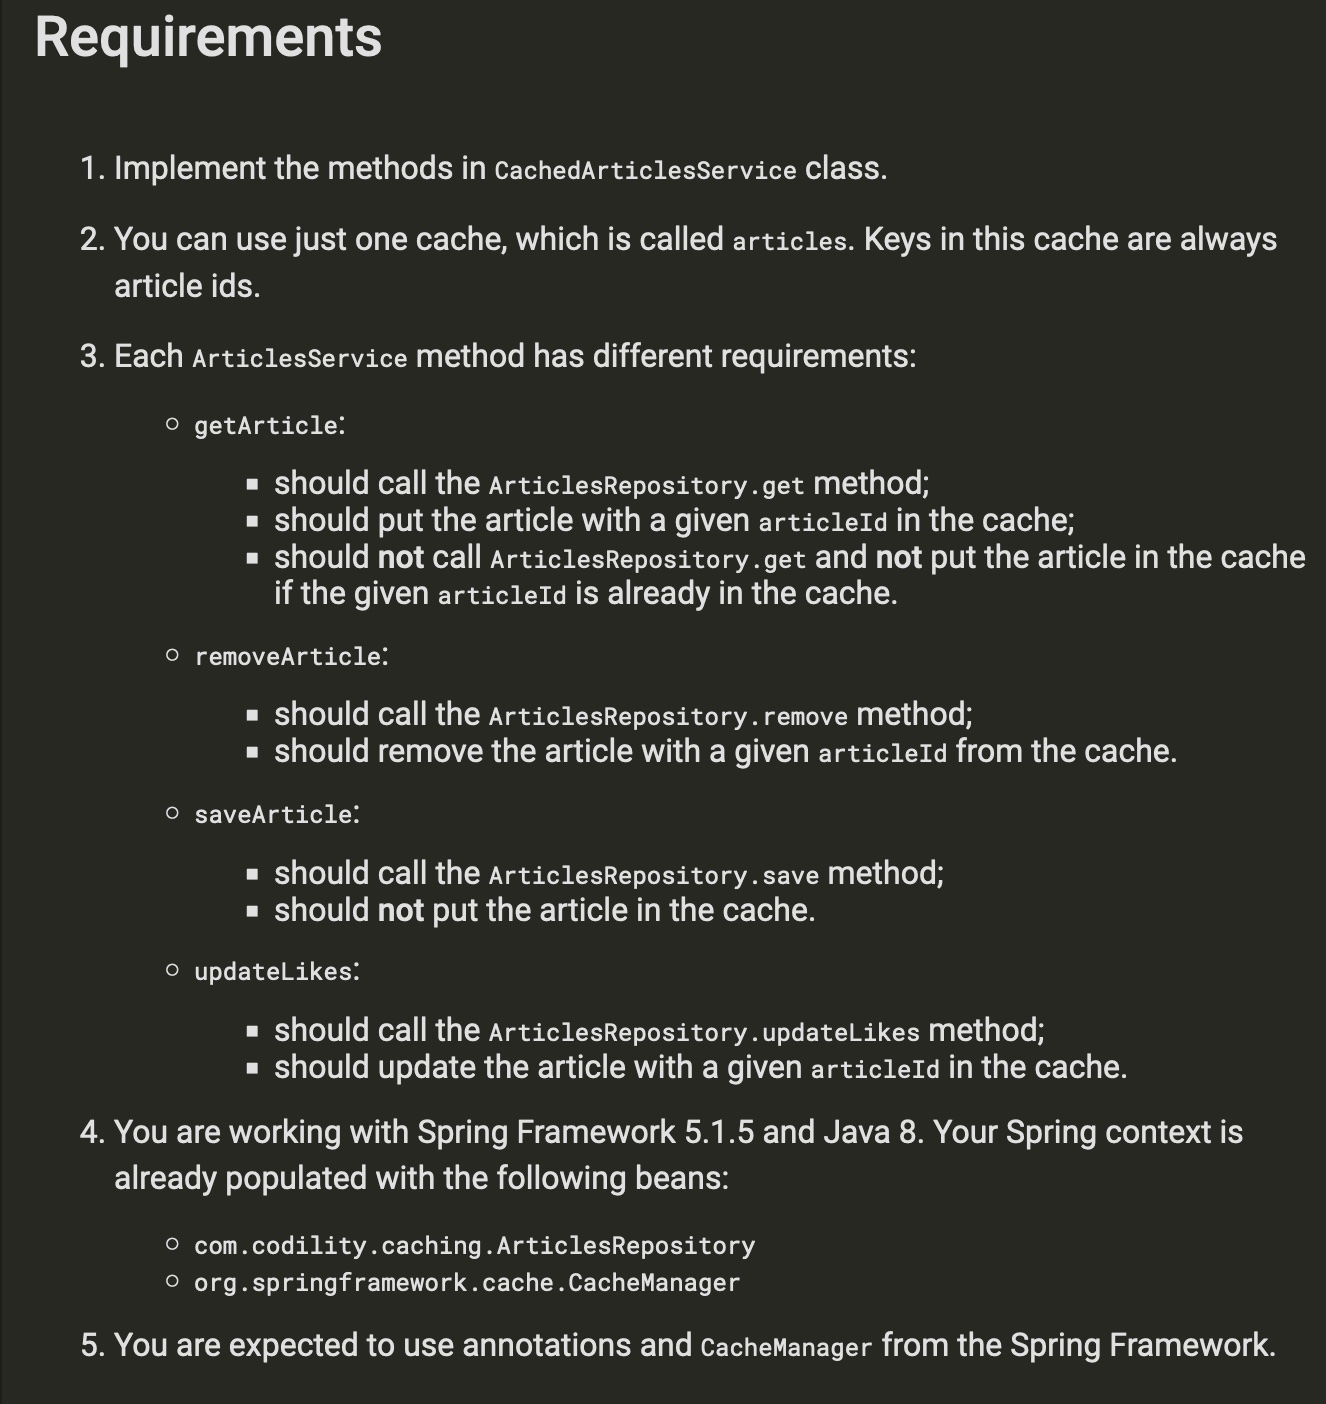 Requirements
1. Implement the methods in CachedArticlesService class.
2. You can use just one cache, which is called articles. Keys in this cache are always
article ids.
3. Each ArticlesService method has different requirements:
getArticle:
should call the ArticlesRepository.get method;
should put the article with a given articleId in the cache;
should not call ArticlesRepository.get and not put the article in the cache
if the given articleId is already in the cache.
removeArticle:
should call the ArticlesRepository.remove method;
should remove the article with a given articleId from the cache.
saveArticle:
should call the ArticlesRepository.save method;
should not put the article in the cache.
updateLikes:
should call the ArticlesRepository.updateLikes method;
should update the article with a given articleId in the cache.
4. You are working with Spring Framework 5.1.5 and Java 8. Your Spring context is
already populated with the following beans:
com.codility.caching.ArticlesRepository
org.springframework.cache.CacheManager
5. You are expected to use annotations and CacheManager from the Spring Framework.